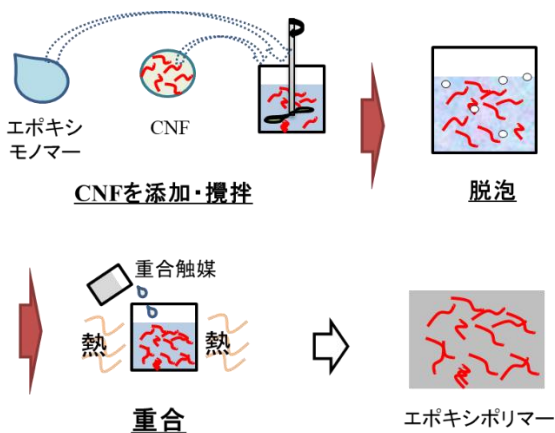 エポキシ
モノマー
CNF
CNFを添加・攪拌
脱泡
重合触媒
熱
熱
重合
エポキシポリマー